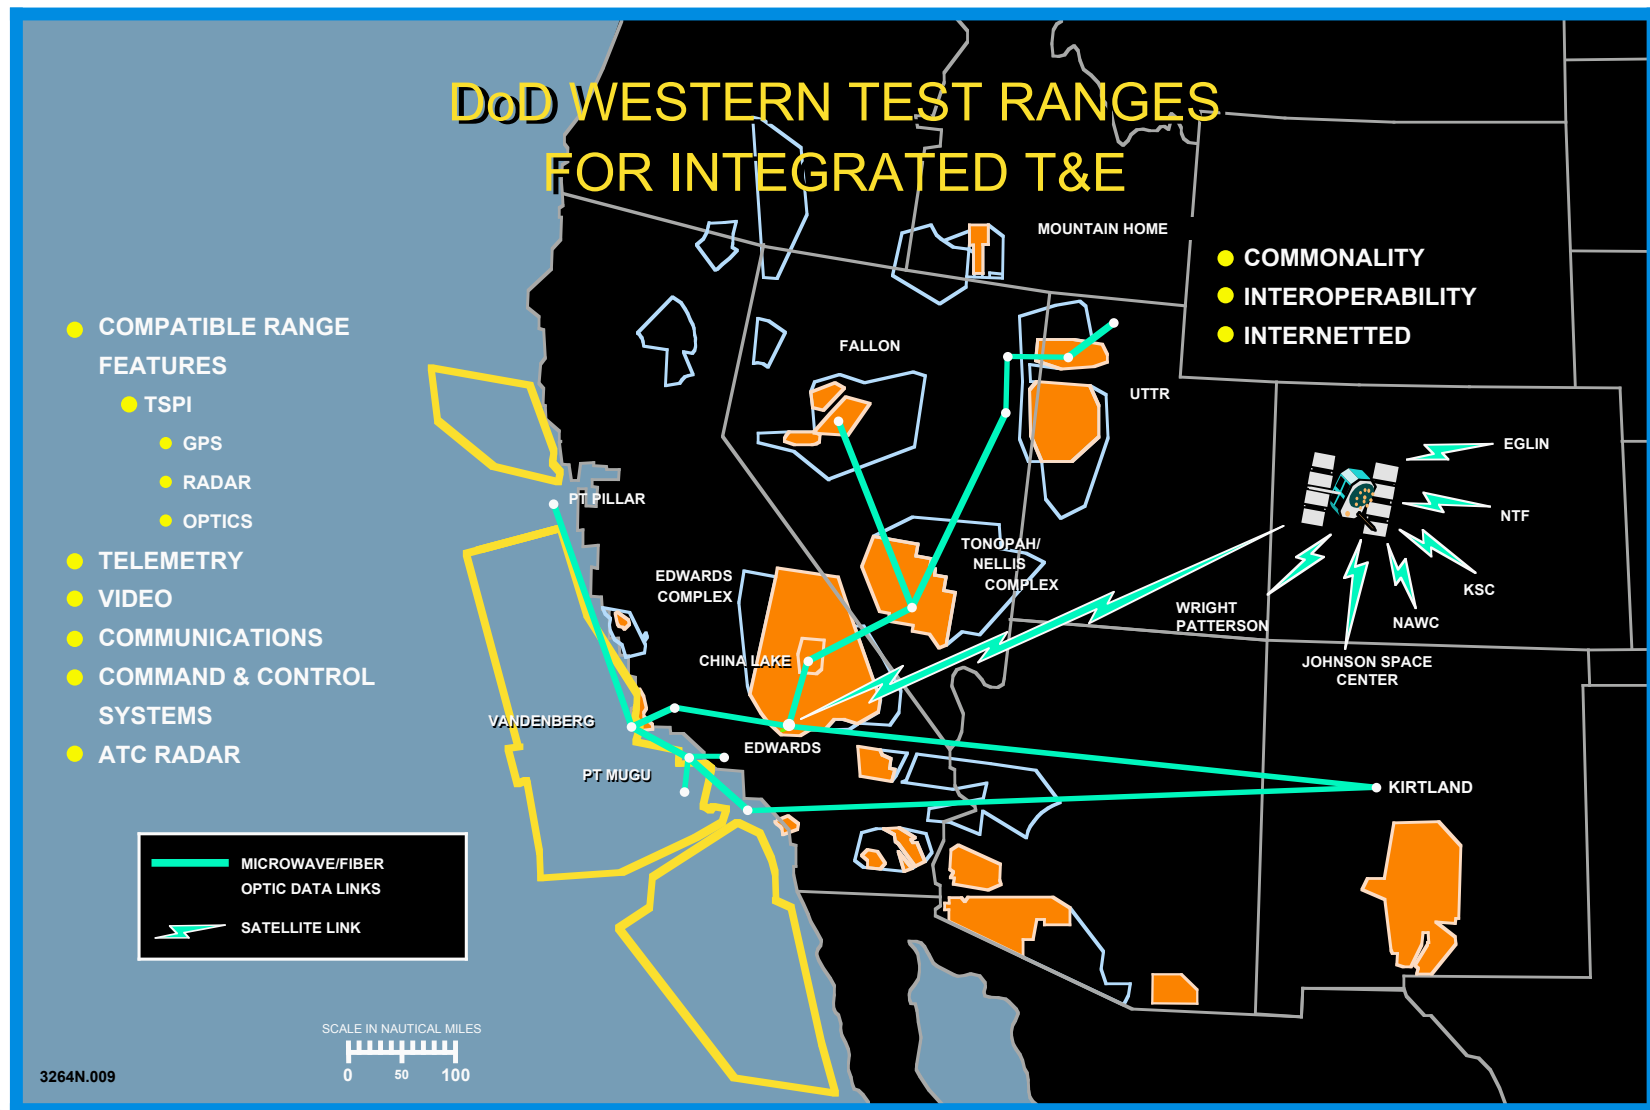 DoD WESTERN TEST RANGES
FOR INTEGRATED T&E
MOUNTAIN HOME
COMMONALITY
INTEROPERABILITY
INTERNETTED
COMPATIBLE RANGE
FEATURES
TSPI
GPS
RADAR
OPTICS
TELEMETRY
VIDEO
COMMUNICATIONS
COMMAND & CONTROL
SYSTEMS
ATC RADAR
FALLON
UTTR
PT PILLAR
EGLIN
NTF
KSC
NAWC
JOHNSON SPACE
CENTER
WRIGHT
PATTERSON
TONOPAH/
NELLIS
COMPLEX
EDWARDS
COMPLEX
CHINA LAKE
VANDENBERG
EDWARDS
PT MUGU
KIRTLAND
MICROWAVE/FIBER
OPTIC DATA LINKS
SATELLITE LINK
SCALE IN NAUTICAL MILES
0 50 100
3264N.009